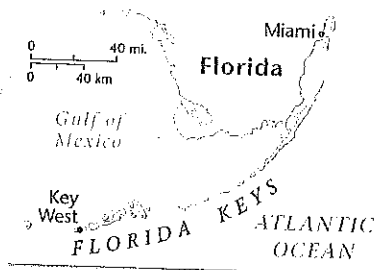 Miami
0 40 mi.
0 40 km
Florida
Gulf of
Mexico
Key
West
FLORIDA KEYS
ATLANTIC
OCEAN